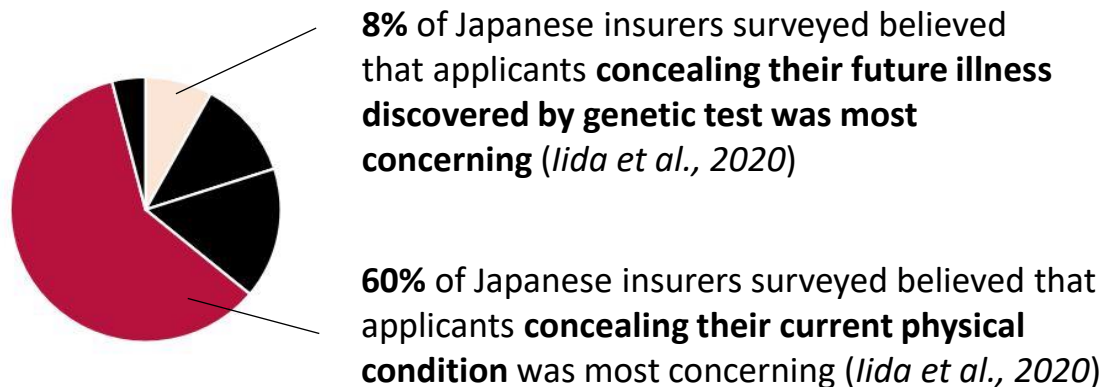 8% of Japanese insurers surveyed believed
that applicants concealing their future illness
discovered by genetic test was most
concerning (Iida et al., 2020)
60% of Japanese insurers surveyed believed that
applicants concealing their current physical
condition was most concerning (Iida et al., 2020)